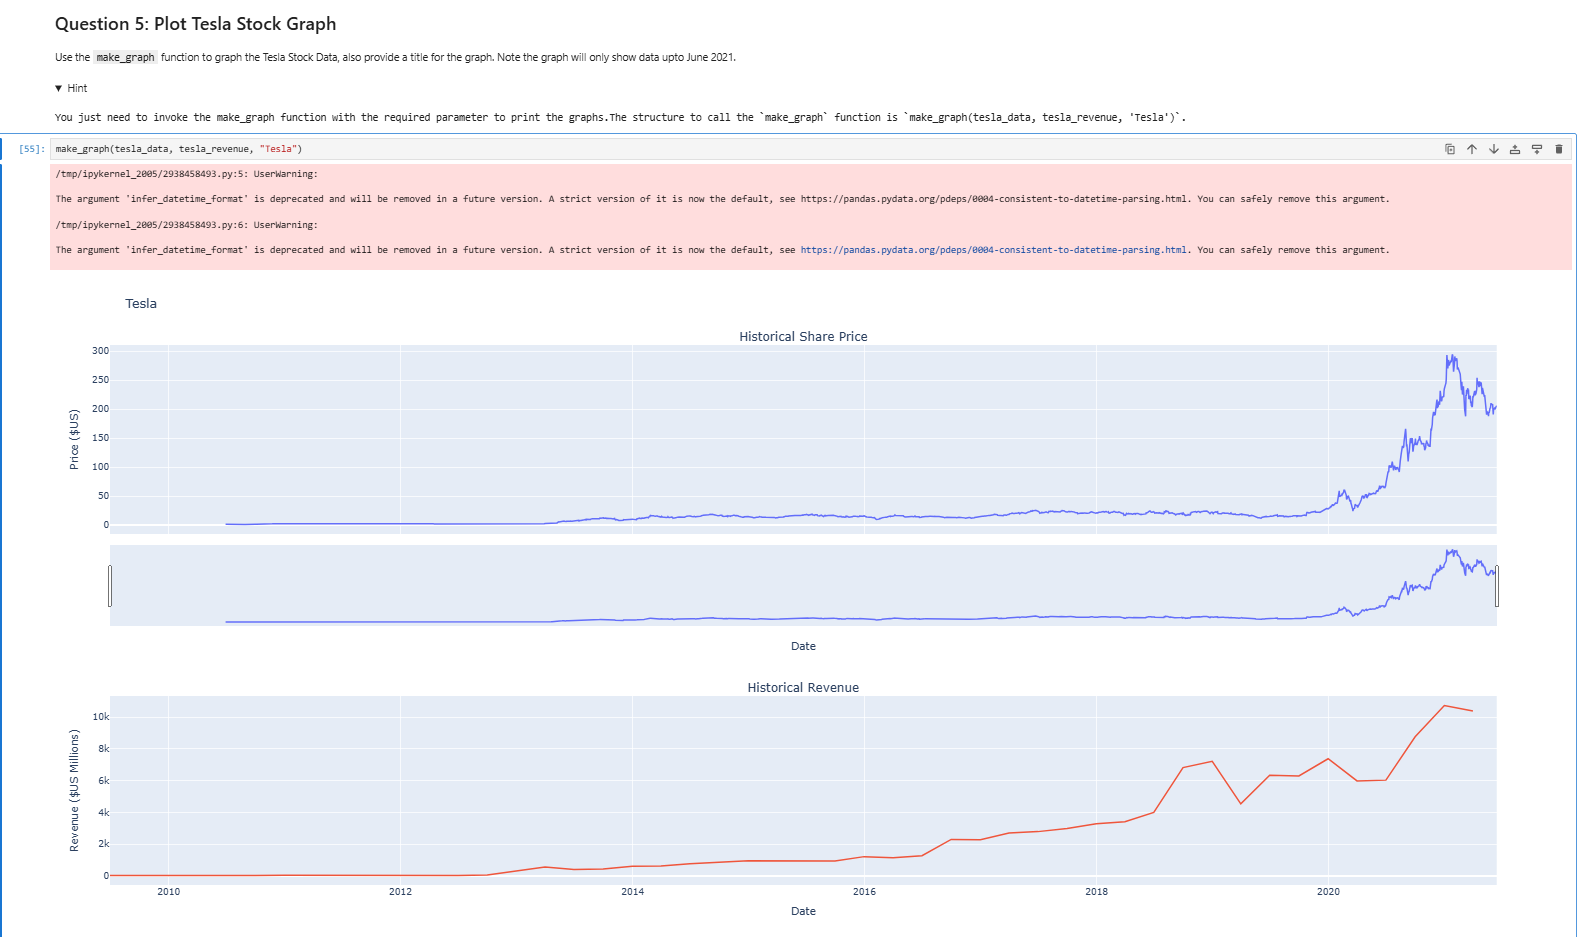 Question 5: Plot Tesla Stock Graph
Use the make_graph function to graph the Tesla Stock Data, also provide a title for the graph. Note the graph will only show data upto June 2021.
▼ Hint
You just need to invoke the make_graph function with the required parameter to print the graphs.The structure to call the `make_graph` function is `make_graph(tesla_data, tesla_revenue, 'Tesla')`.
[55]: make_graph(tesla_data, tesla_revenue, "Tesla")
/tmp/ipykernel_2005/2938458493.py:5: UserWarning:
The argument 'infer_datetime_format' is deprecated and will be removed in a future version. A strict version of it is now the default, see https://pandas.pydata.org/pdeps/0004-consistent-to-datetime-parsing.html. You can safely remove this argument.
/tmp/ipykernel_2005/2938458493.py:6: UserWarning:
The argument 'infer_datetime_format' is deprecated and will be removed in a future version. A strict version of it is now the default, see https://pandas.pydata.org/pdeps/0004-consistent-to-datetime-parsing.html. You can safely remove this argument.
Tesla
Historical Share Price
300
250
200
150
100
50
0
Price ($US)
Date
Historical Revenue
10k
8k
6k
4k
2k
0
Revenue ($US Millions)
2010 2012 2014 2016 2018 2020
Date